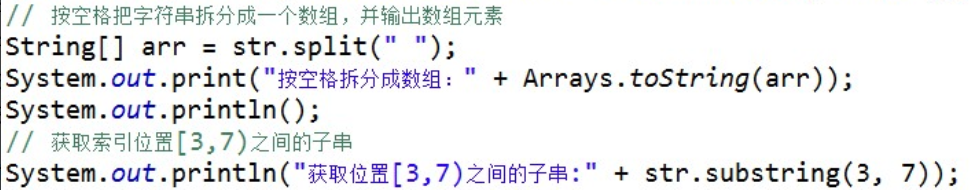 // 按空格把字符串拆分成一个数组，并输出数组元素
String[] arr = str.split(" ");
System.out.print("按空格拆分成数组：" + Arrays.toString(arr));
System.out.println();
// 获取索引位置[3,7)之间的子串
System.out.println("获取位置[3,7)之间的子串:" + str.substring(3, 7));